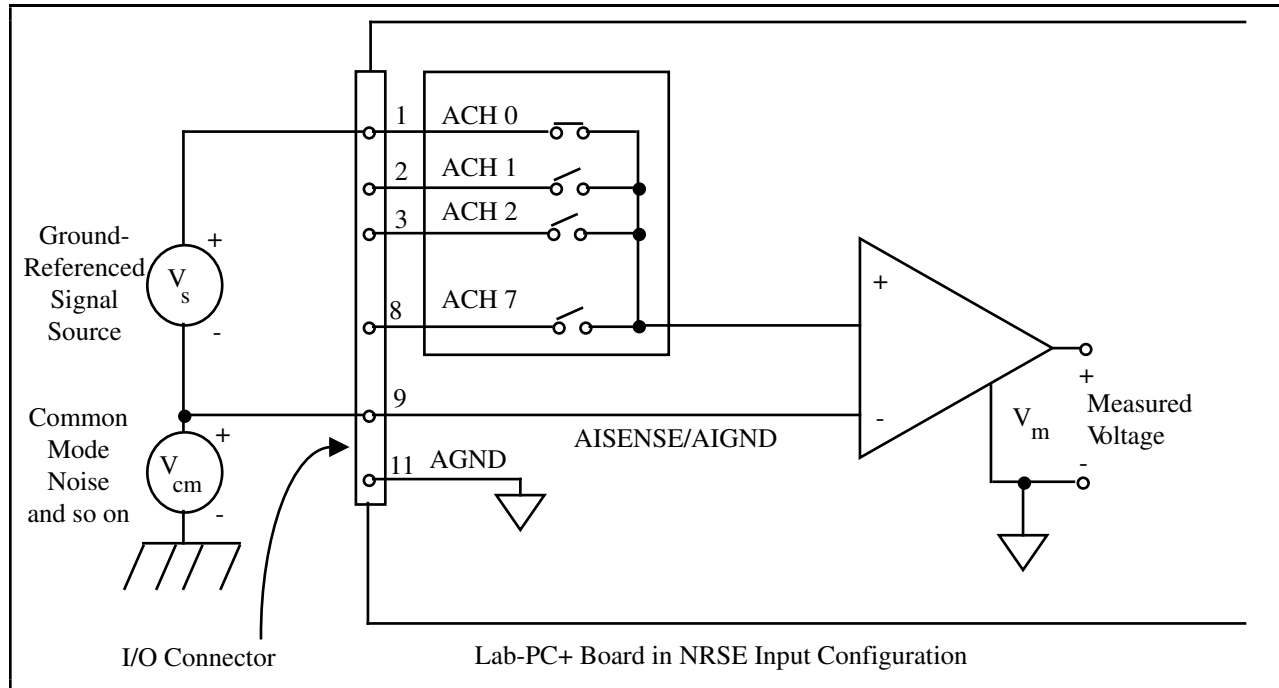 1
ACH 0
2
ACH 1
3
ACH 2
8
ACH 7
Ground-
Referenced
Signal
Source
+
V
s
-
9
AISENSE/AIGND
Common
Mode
Noise
and so on
+
V
cm
-
11
AGND
+
-
V
m
+
Measured
Voltage
-
I/O Connector
Lab-PC+ Board in NRSE Input Configuration